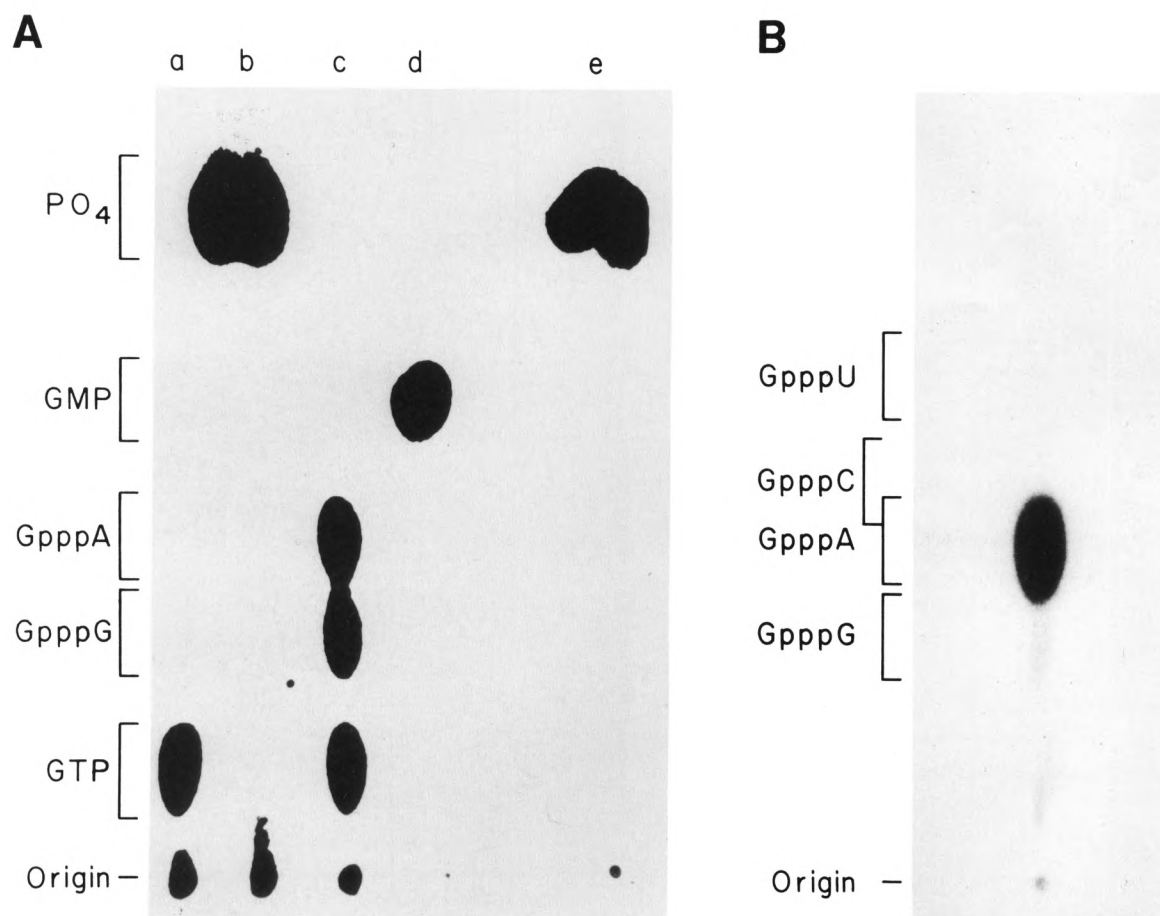 A
a b c d e
PO4
GMP
GpppA
GpppG
GTP
Origin
B
GpppU
GpppC
GpppA
GpppG
Origin